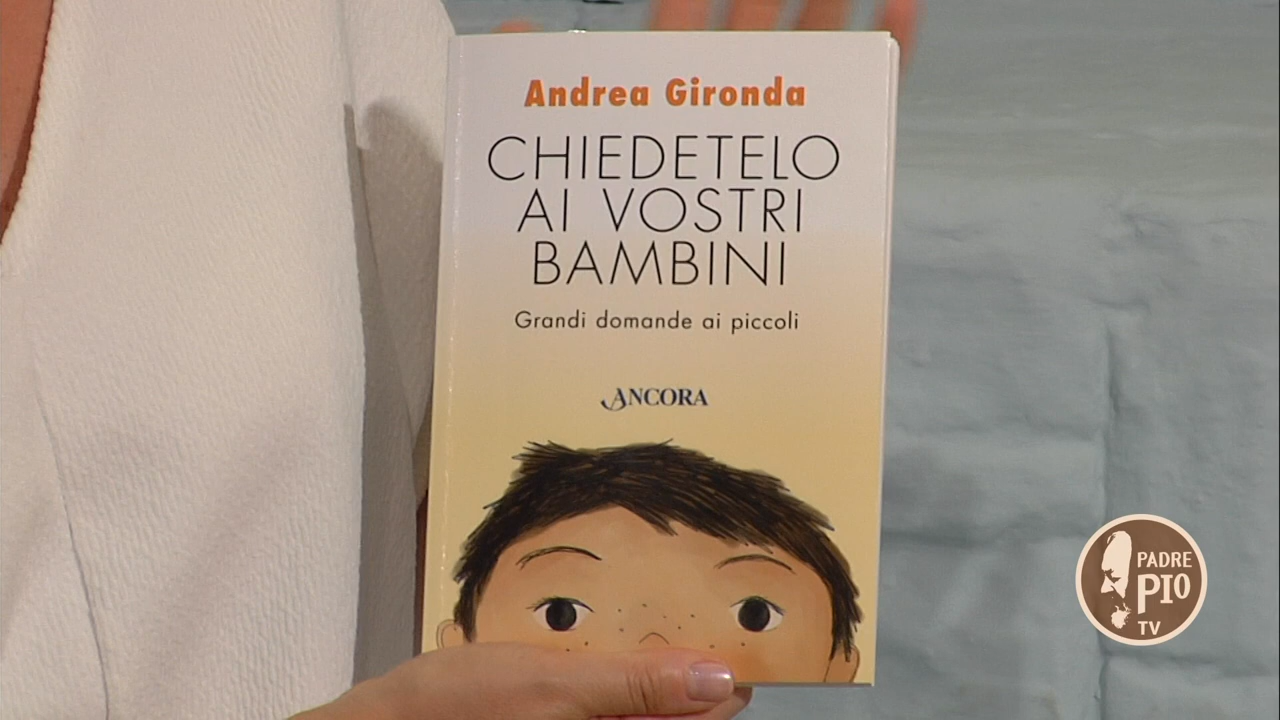 Andrea Gironda
CHIEDETELO
AI VOSTRI
BAMBINI
Grandi domande ai piccoli
ANCORA
PADRE
PIO
TV